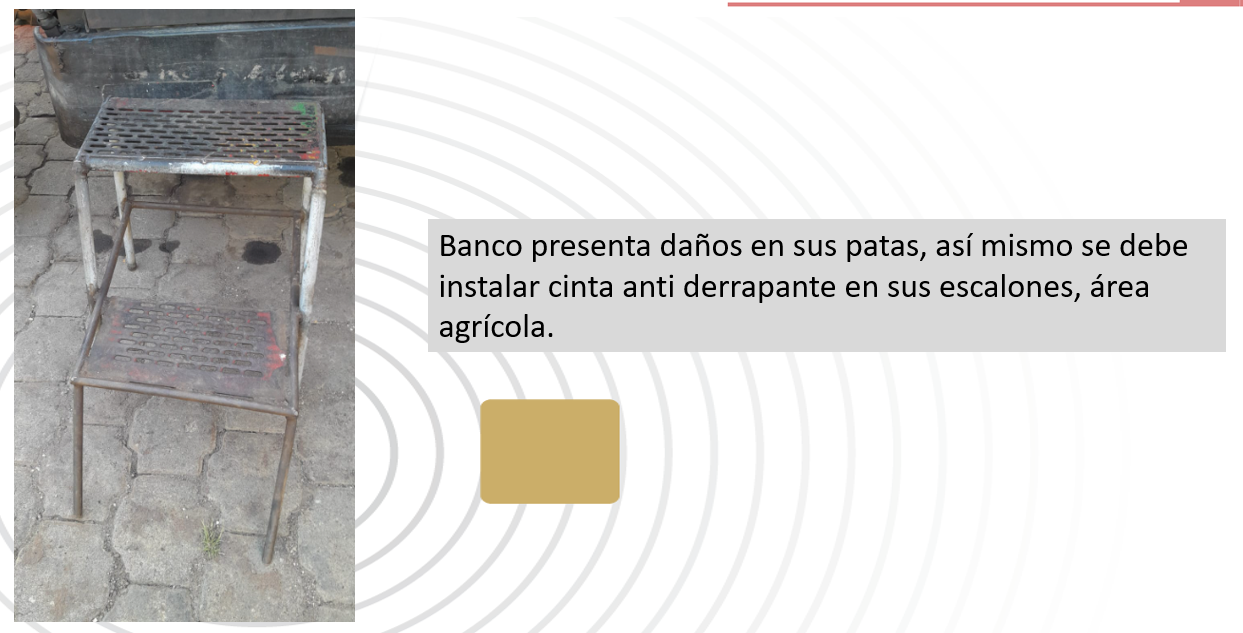 Banco presenta daños en sus patas, así mismo se debe
instalar cinta anti derrapante en sus escalones, área
agrícola.